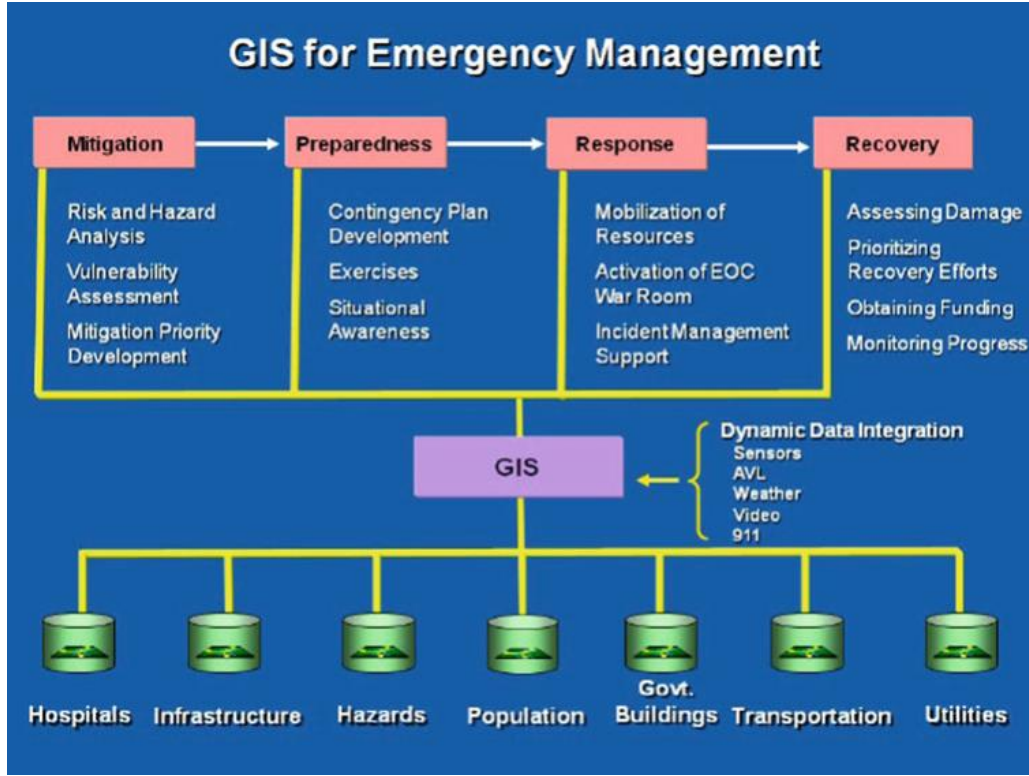 GIS for Emergency Management
Mitigation
Preparedness
Response
Recovery
Risk and Hazard
Analysis
Vulnerability
Assessment
Mitigation Priority
Development
Contingency Plan
Development
Exercises
Situational
Awareness
Mobilization of
Resources
Activation of EOC
War Room
Incident Management
Support
Assessing Damage
Prioritizing
Recovery Efforts
Obtaining Funding
Monitoring Progress
GIS
Dynamic Data Integration
Sensors
AVL
Weather
Video
911
Hospitals
Infrastructure
Hazards
Population
Govt.
Buildings
Transportation
Utilities